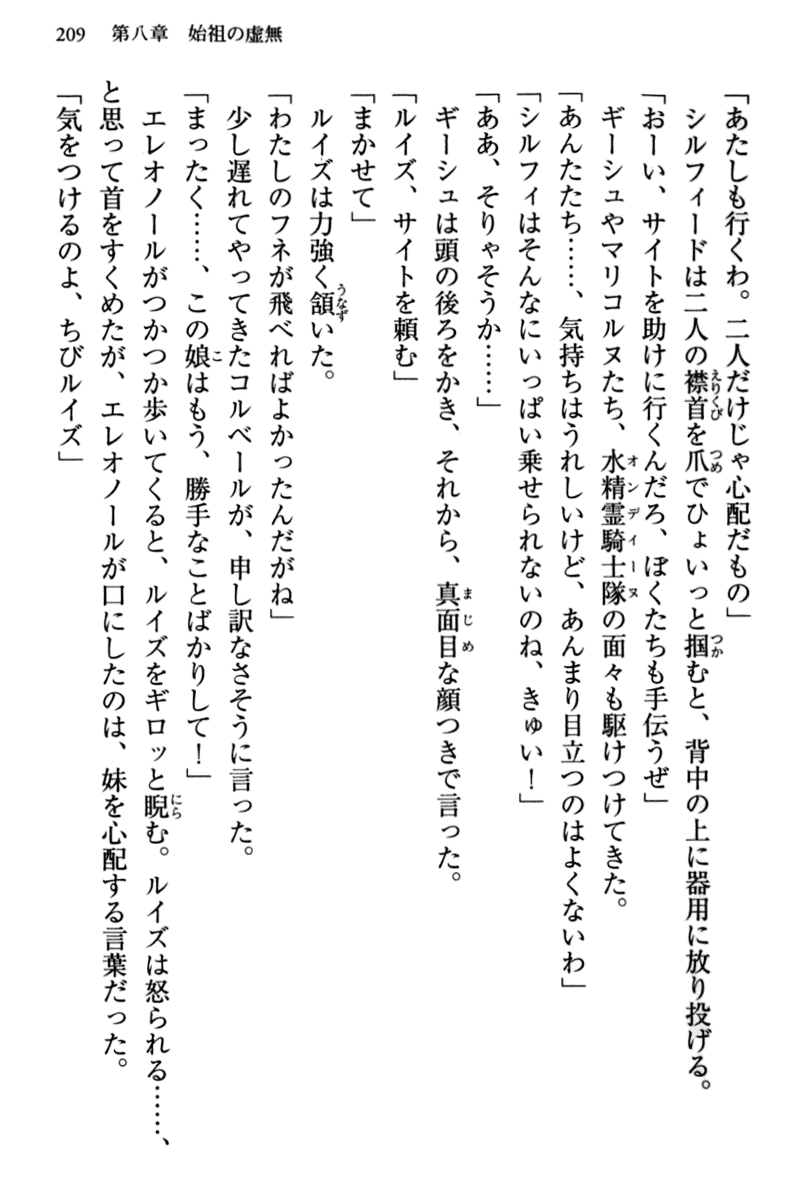 209　第八章　始祖の虚無
「あたしも行くわ。二人だけじゃ心配だもの」
　シルフィードは二人の襟首を爪でひょいっと掴むと、背中の上に器用に放り投げる。
「おーい、サイトを助けに行くんだろ、ぼくたちも手伝うぜ」
　ギーシュやマリコルヌたち、水精霊騎士隊の面々も駆けつけてきた。
「あんたたち……、気持ちはうれしいけど、あんまり目立つのはよくないわ」
「シルフィはそんなにいっぱい乗せられないのね、きゅい！」
「ああ、そりゃそうか……」
　ギーシュは頭の後ろをかき、それから、真面目な顔つきで言った。
「ルイズ、サイトを頼む」
「まかせて」
　ルイズは力強く頷いた。
「わたしのフネが飛べればよかったんだがね」
　少し遅れてやってきたコルベールが、申し訳なさそうに言った。
「まったく……、この娘はもう、勝手なことばかりして！」
　エレオノールがつかつか歩いてくると、ルイズをギロッと睨む。ルイズは怒られる……、
と思って首をすくめたが、エレオノールが口にしたのは、妹を心配する言葉だった。
「気をつけるのよ、ちびルイズ」